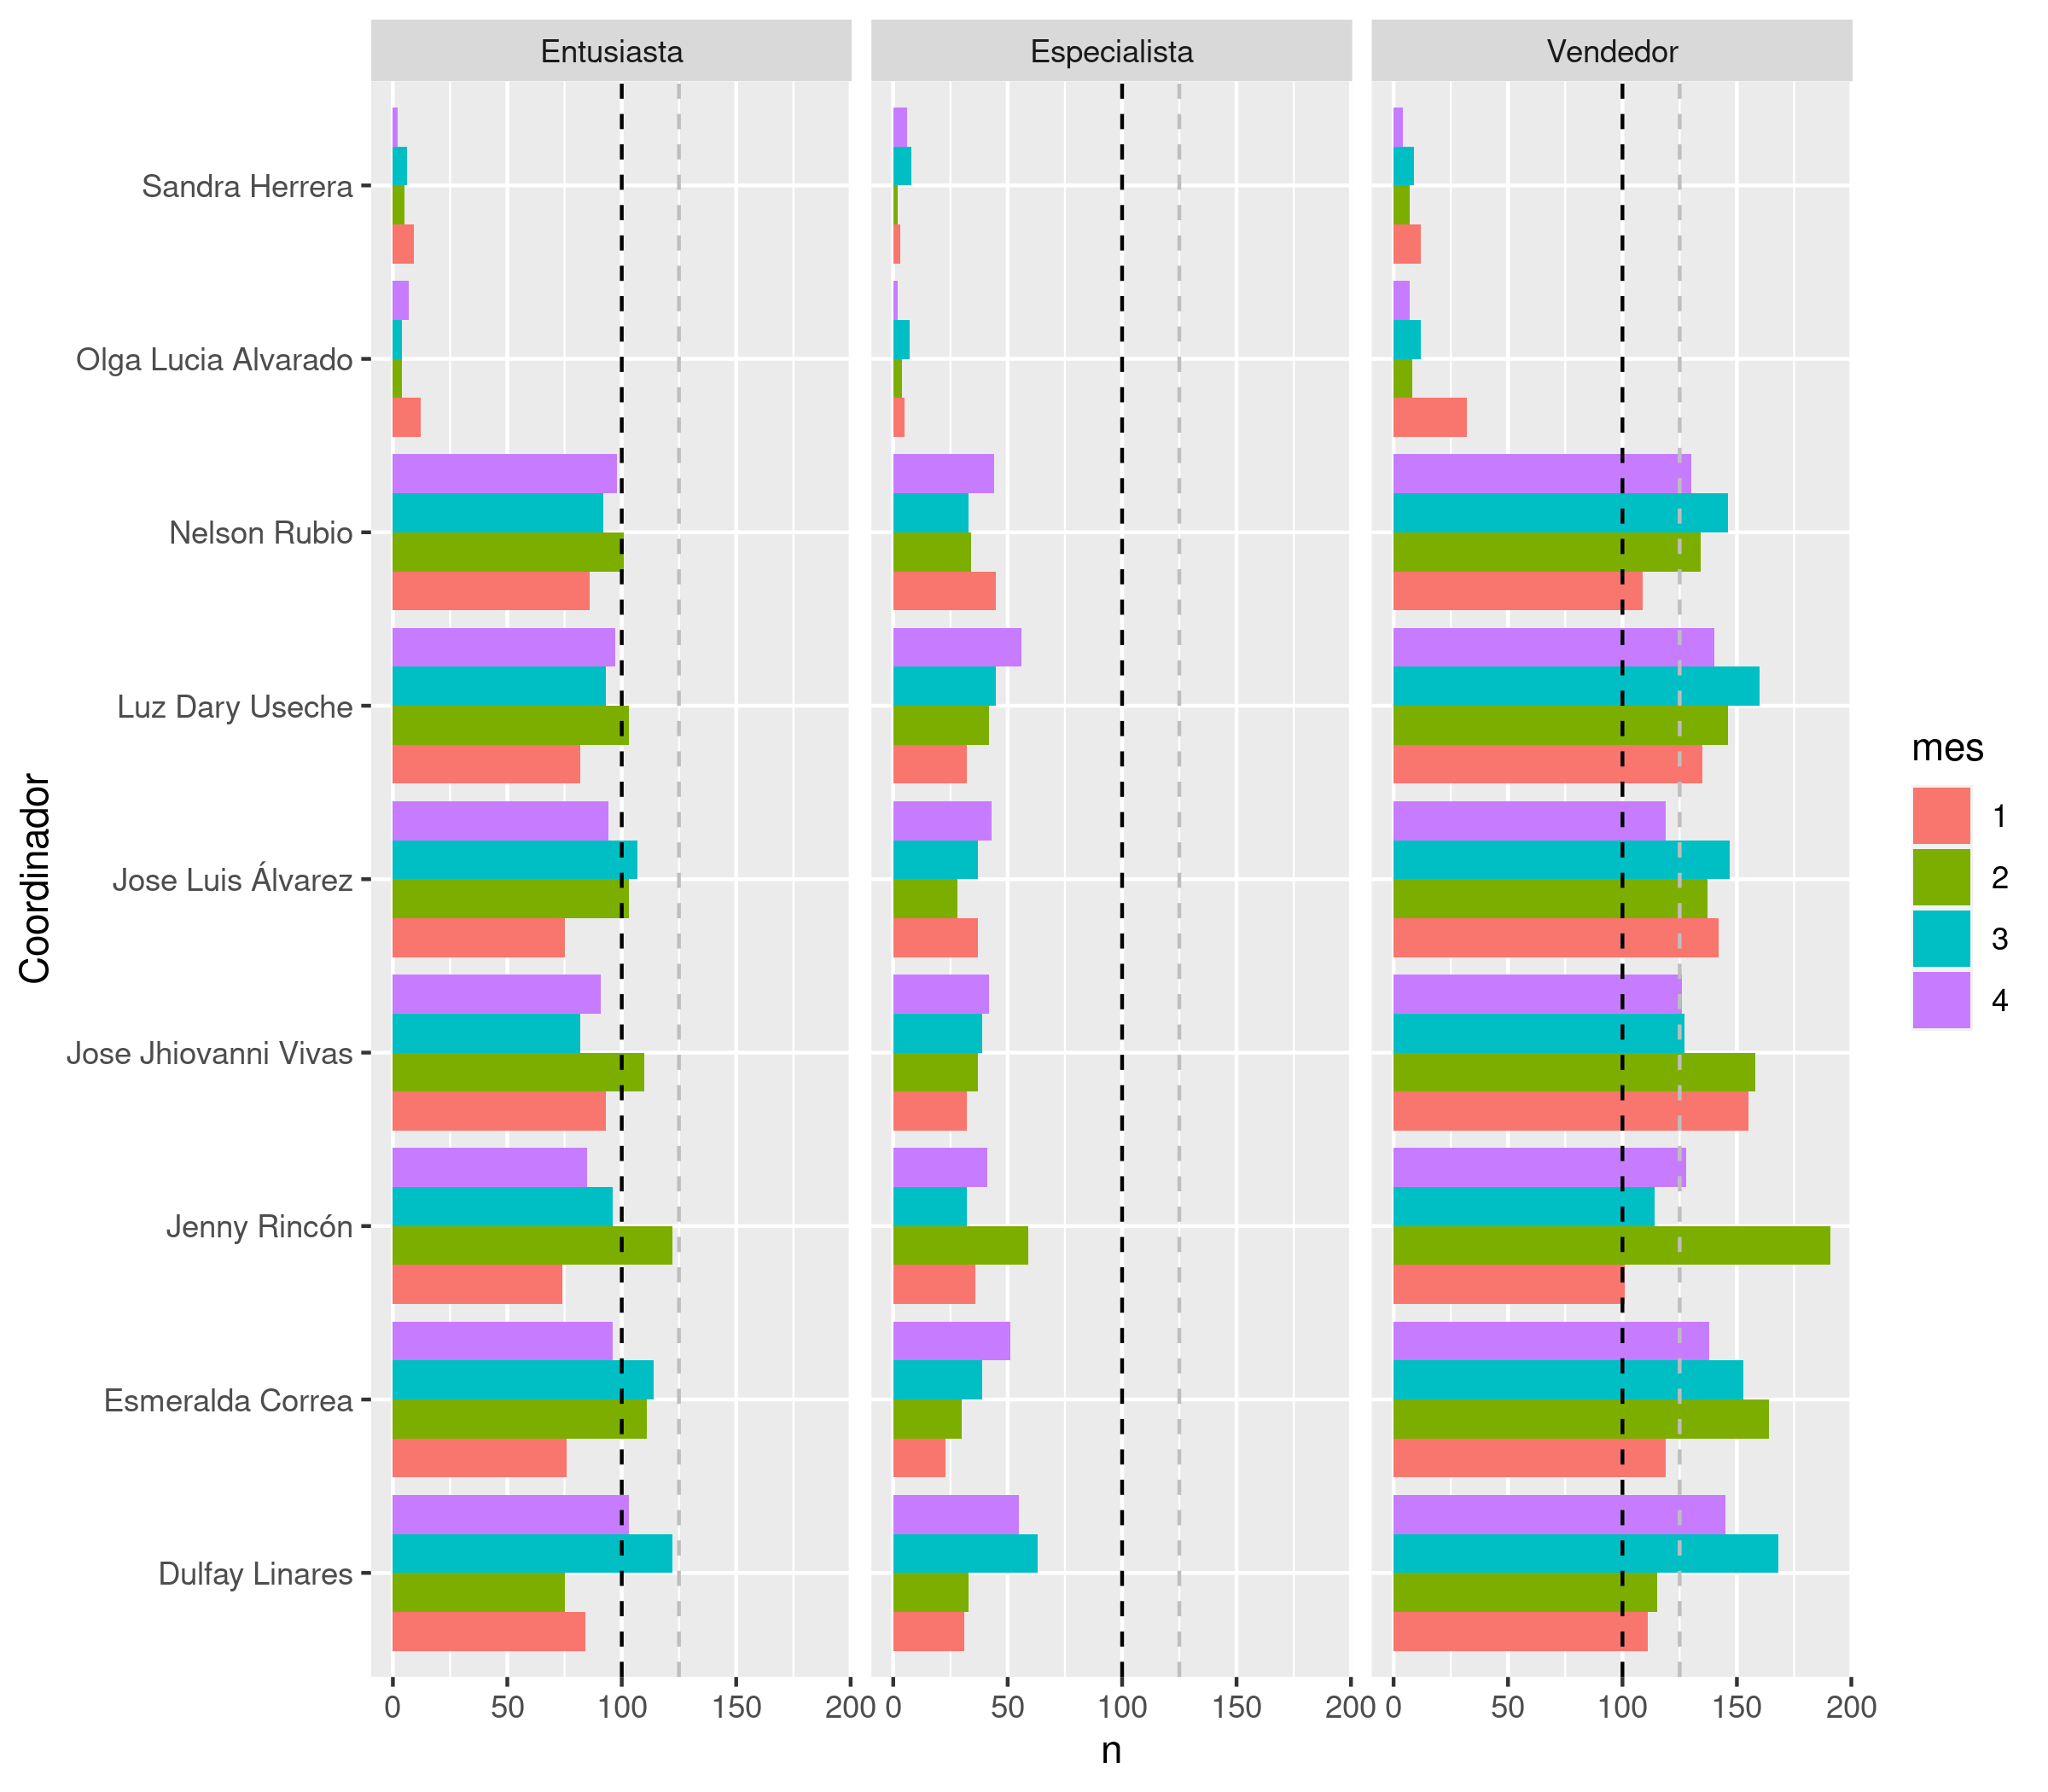 Entusiasta Especialista Vendedor
Sandra Herrera
Olga Lucia Alvarado
Nelson Rubio
Luz Dary Useche
Jose Luis Álvarez
Jose Jhiovanni Vivas
Jenny Rincón
Esmeralda Correa
Dulfay Linares
Coordinador
0 50 100 150 200 0 50 100 150 200 0 50 100 150 200
n
mes
1
2
3
4